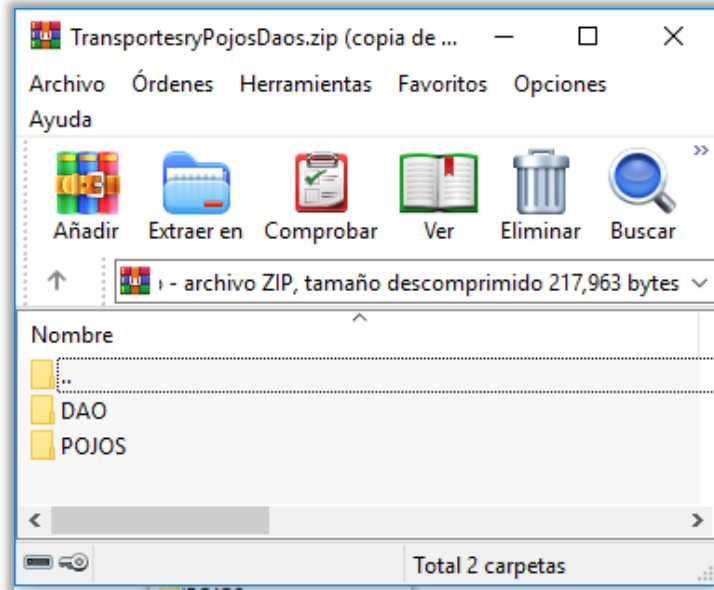 TransportesryPojosDaos.zip (copia de ...
Archivo Órdenes Herramientas Favoritos Opciones
Ayuda
Añadir Extraer en Comprobar Ver Eliminar Buscar
- archivo ZIP, tamaño descomprimido 217,963 bytes
Nombre
..
DAO
POJOS
Total 2 carpetas